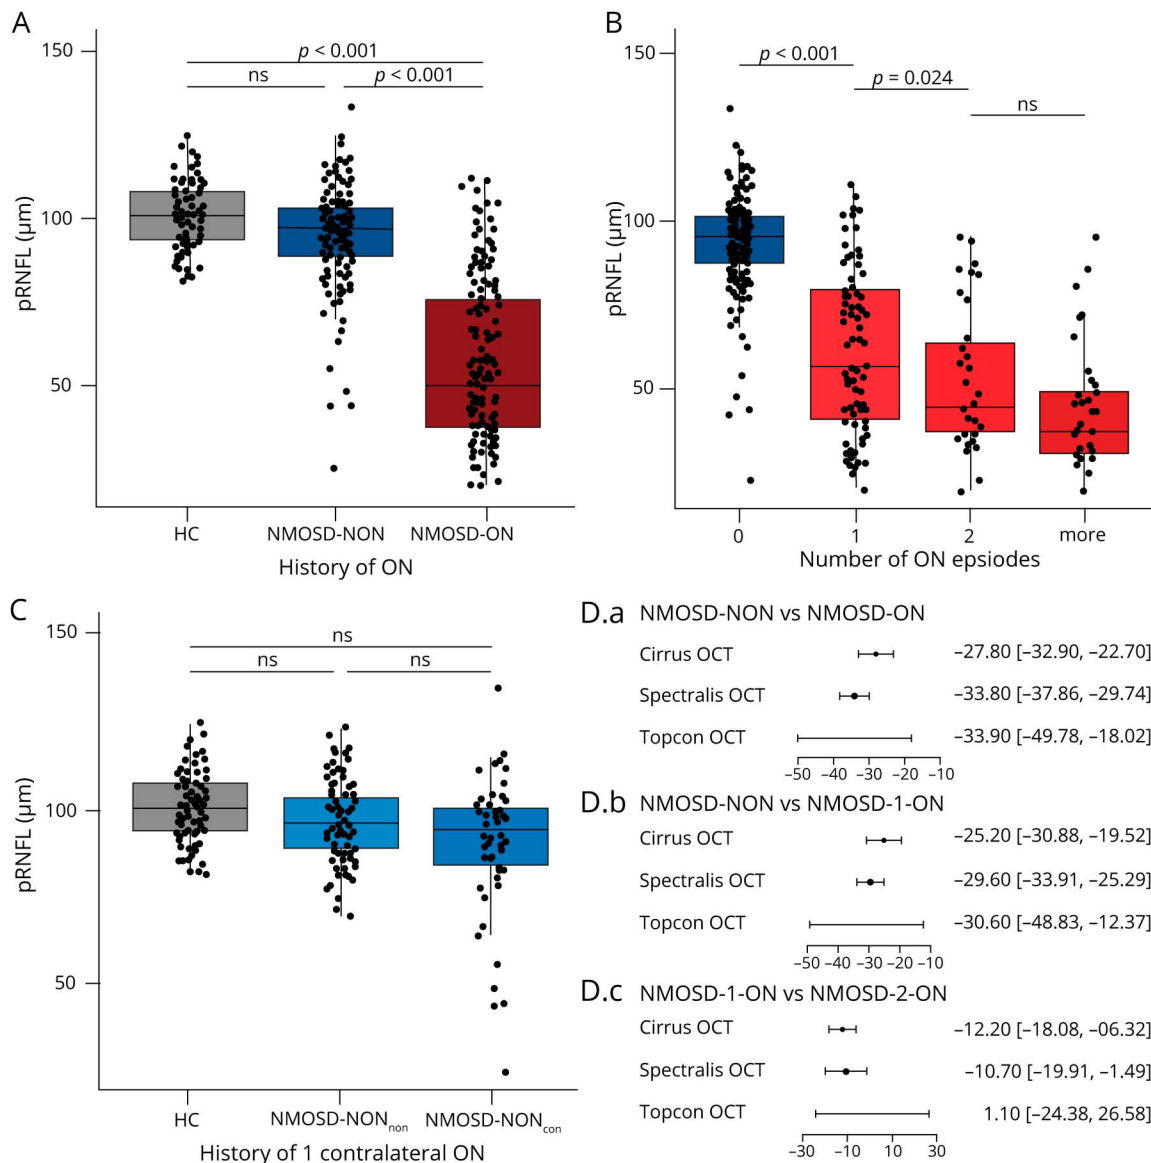 A
150
100
50
pRNFL (µm)
p < 0.001
ns
p < 0.001
HC
NMOSD-NON
NMOSD-ON
History of ON
B
150
100
50
pRNFL (µm)
p < 0.001
p = 0.024
ns
0
1
2
more
Number of ON epsiodes
C
150
100
50
pRNFL (µm)
ns
ns
ns
HC
NMOSD-NONnon
NMOSD-NONcon
History of 1 contralateral ON
D.a NMOSD-NON vs NMOSD-ON
Cirrus OCT –27.80 [–32.90, –22.70]
Spectralis OCT –33.80 [–37.86, –29.74]
Topcon OCT –33.90 [–49.78, –18.02]
–50 –40 –30 –20 –10
D.b NMOSD-NON vs NMOSD-1-ON
Cirrus OCT –25.20 [–30.88, –19.52]
Spectralis OCT –29.60 [–33.91, –25.29]
Topcon OCT –30.60 [–48.83, –12.37]
–50 –40 –30 –20 –10
D.c NMOSD-1-ON vs NMOSD-2-ON
Cirrus OCT –12.20 [–18.08, –06.32]
Spectralis OCT –10.70 [–19.91, –1.49]
Topcon OCT 1.10 [–24.38, 26.58]
–30 –10 10 30